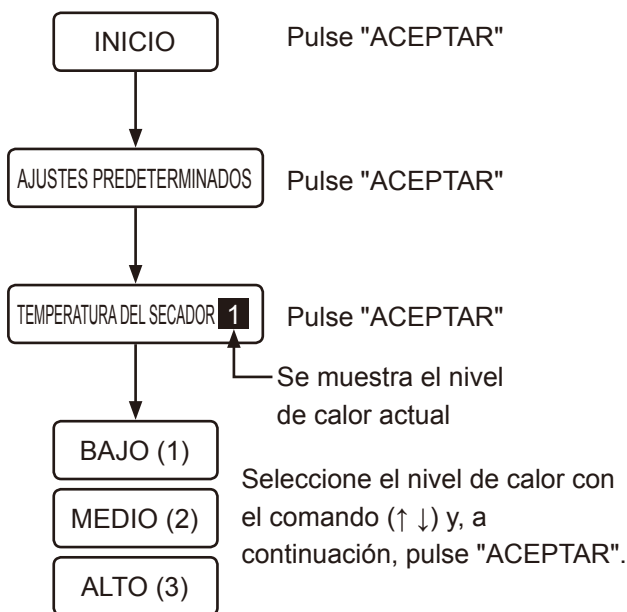 INICIO
Pulse "ACEPTAR"
AJUSTES PREDETERMINADOS
Pulse "ACEPTAR"
TEMPERATURA DEL SECADOR 1
Pulse "ACEPTAR"
Se muestra el nivel
de calor actual
BAJO (1)
MEDIO (2)
ALTO (3)
Seleccione el nivel de calor con
el comando (↑ ↓) y, a
continuación, pulse "ACEPTAR".